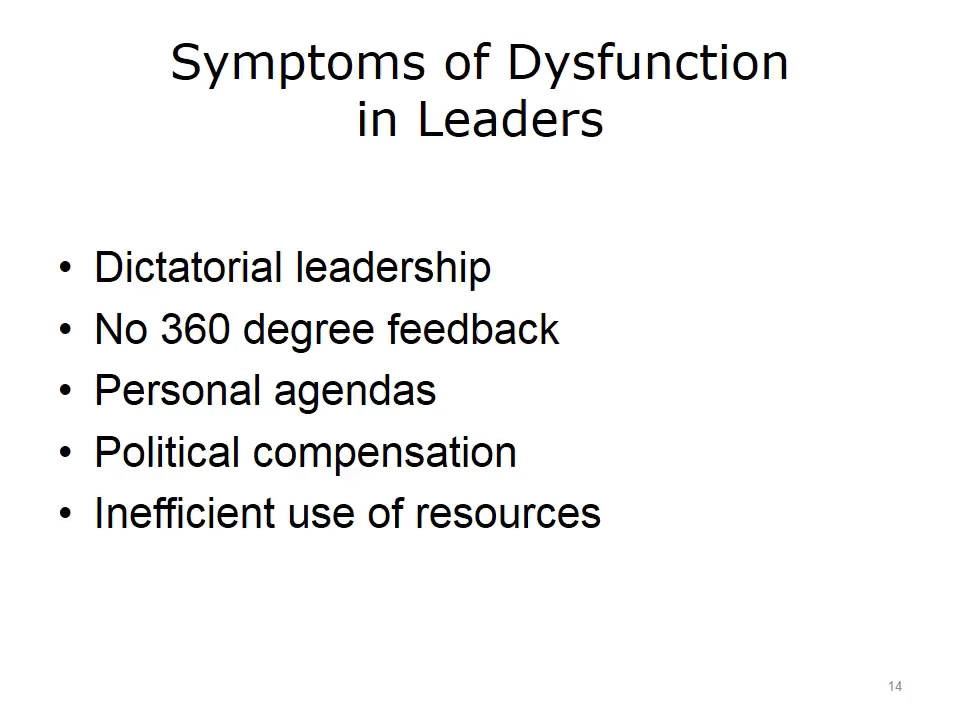 Symptoms of Dysfunction
in Leaders
• Dictatorial leadership
• No 360 degree feedback
• Personal agendas
• Political compensation
• Inefficient use of resources
14